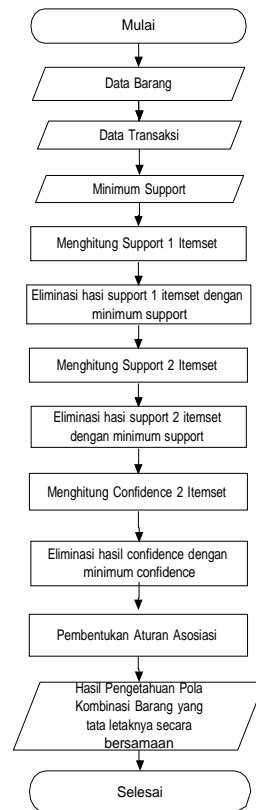 Mulai
Data Barang
Data Transaksi
Minimum Support
Menghitung Support 1 Itemset
Eliminasi hasi support 1 itemset dengan
minimum support
Menghitung Support 2 Itemset
Eliminasi hasi support 2 itemset
dengan minimum support
Menghitung Confidence 2 Itemset
Eliminasi hasil confidence dengan
minimum confidence
Pembentukan Aturan Asosiasi
Hasil Pengetahuan Pola
Kombinasi Barang yang
tata letaknya secara
bersamaan
Selesai